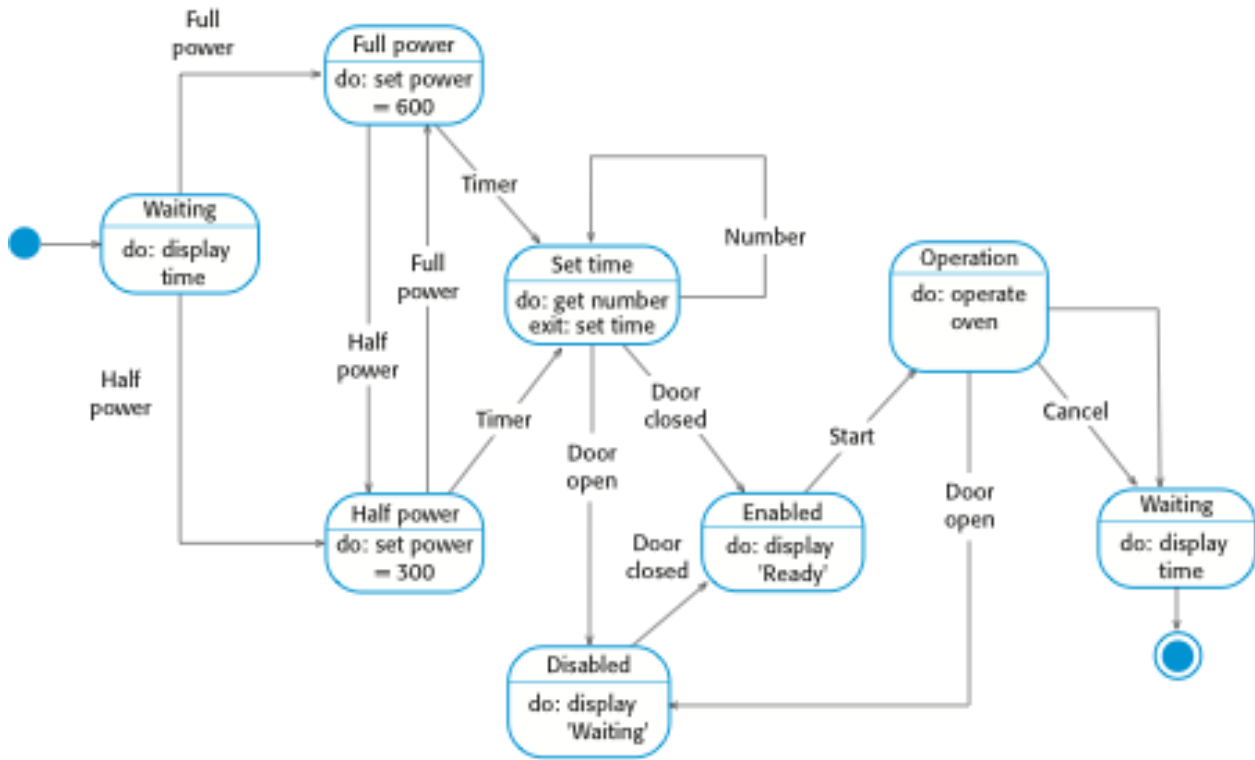 Full
power
Full power
do: set power
= 600
Timer
Waiting
do: display
time
Full
power
Half
power
Half
power
Number
Set time
do: get number
exit: set time
Operation
do: operate
oven
Timer
Door
closed
Door
open
Start
Cancel
Door
open
Half power
do: set power
= 300
Enabled
do: display
'Ready'
Door
closed
Waiting
do: display
time
Disabled
do: display
'Waiting'